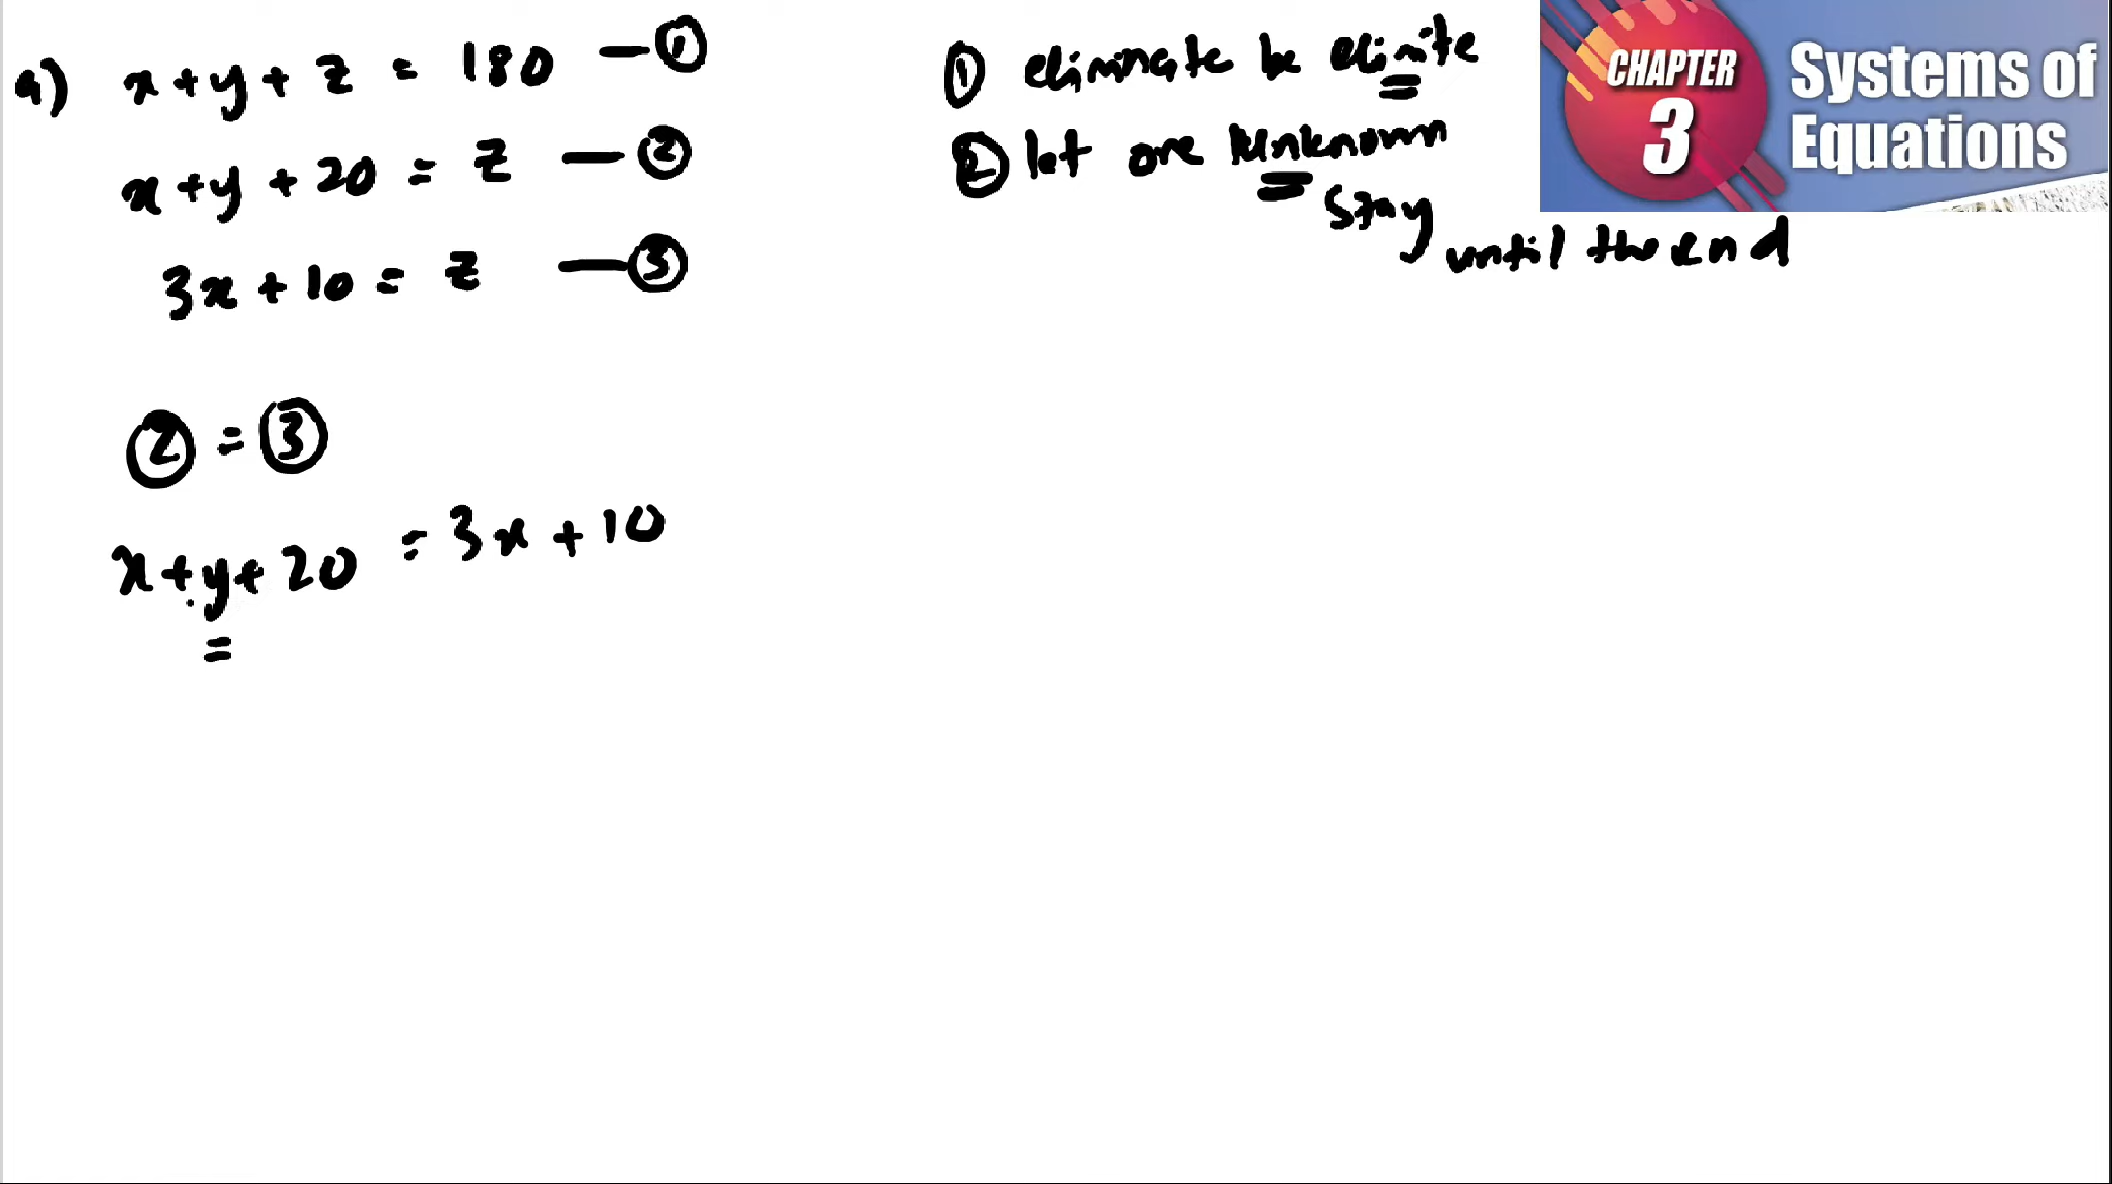 a) x + y + z = 180 — ①
x + y + 20 = z — ②
3x + 10 = z — ③
② = ③
x + y + 20 = 3x + 10
=
① eliminate be elimite
② let one unknown
stay
until the end
CHAPTER
3
Systems of
Equations